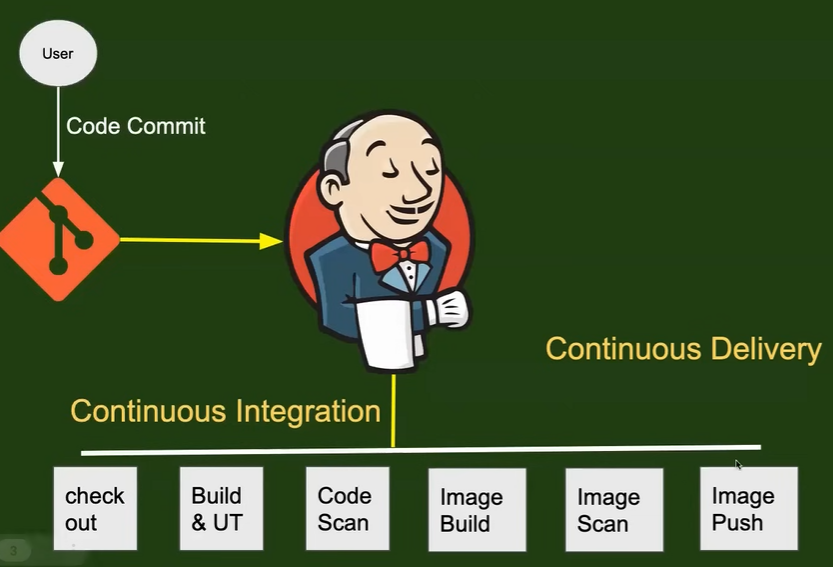 User
Code Commit
Continuous Delivery
Continuous Integration
check
out
Build
& UT
Code
Scan
Image
Build
Image
Scan
Image
Push
3